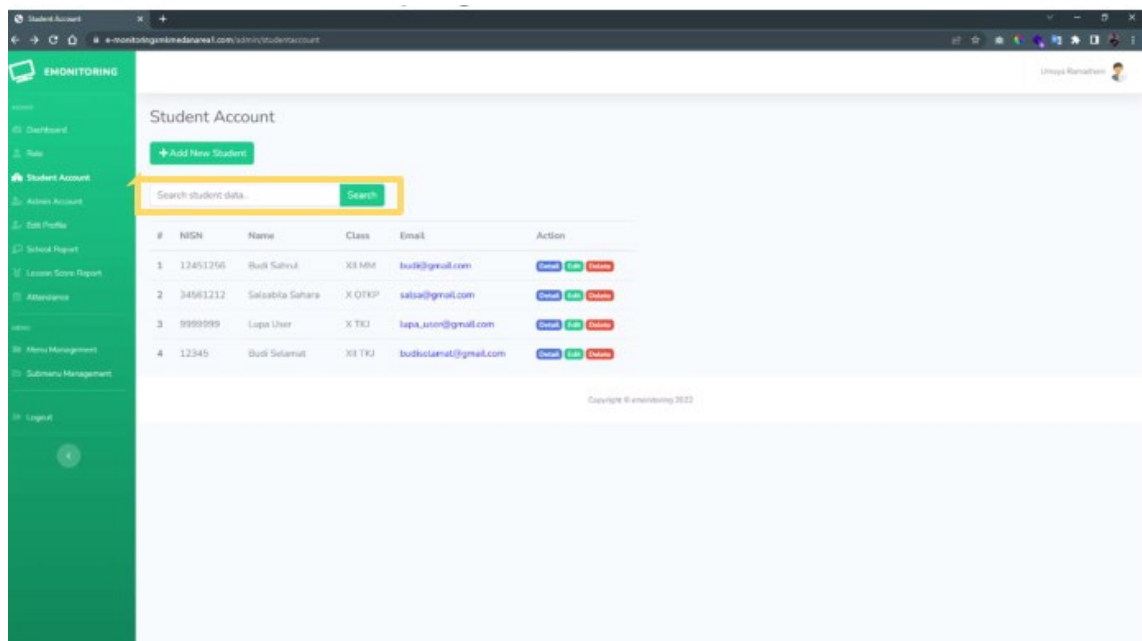 Student Account
e-monitoringsmkmedanarea1.com/admin/studentaccount
EMONITORING
Dashboard
Role
Student Account
Admin Account
Edit Profile
School Report
Lesson Score Report
Attendance
Menu Management
Submenu Management
Logout
Student Account
+Add New Student
Search student data..
Search
# NISN Name Class Email Action
1 12451256 Budi Sahrul XII MM budi@gmail.com Detail Edit Delete
2 34561212 Salsabila Sahara X OTKP salsa@gmail.com Detail Edit Delete
3 9999999 Lupa User X TKJ lupa_user@gmail.com Detail Edit Delete
4 12345 Budi Selamat XII TKJ budiselamat@gmail.com Detail Edit Delete
Copyright © emonitoring 2022